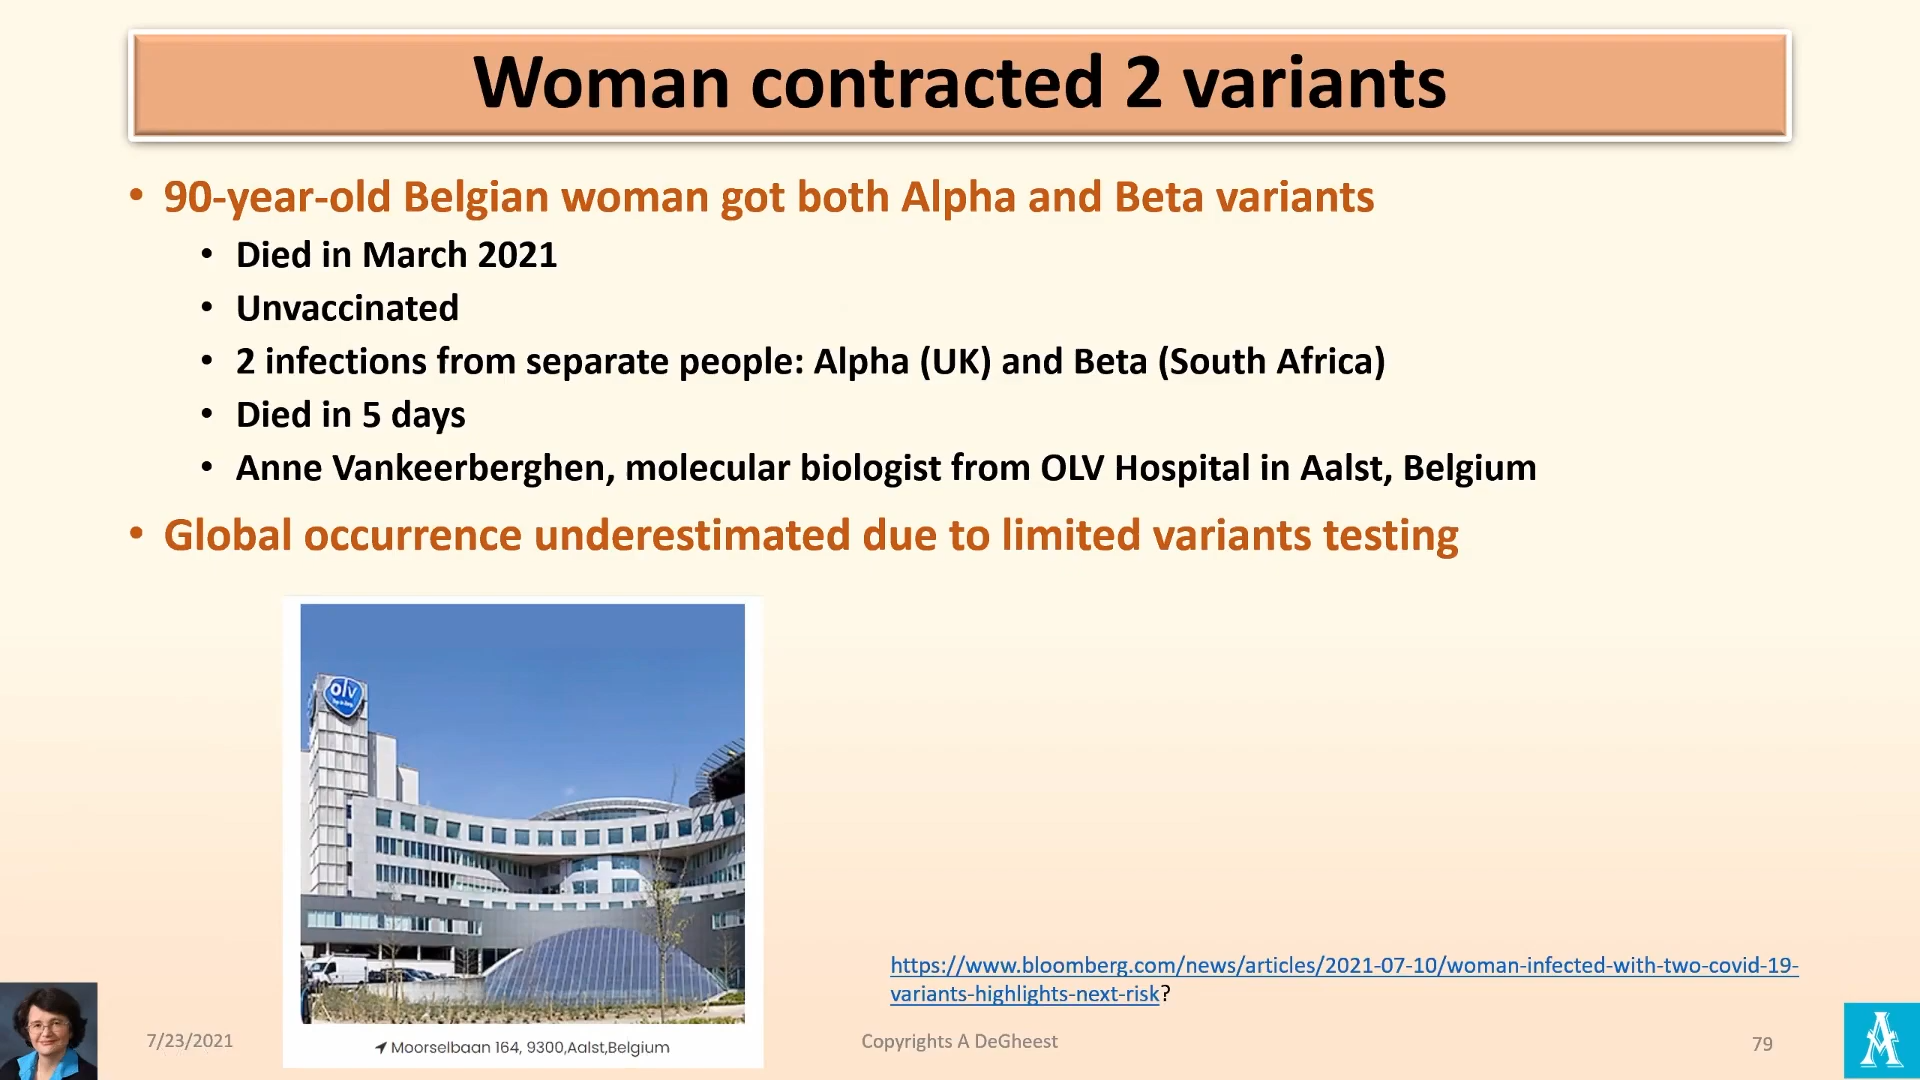 Woman contracted 2 variants
• 90-year-old Belgian woman got both Alpha and Beta variants
• Died in March 2021
• Unvaccinated
• 2 infections from separate people: Alpha (UK) and Beta (South Africa)
• Died in 5 days
• Anne Vankeerberghen, molecular biologist from OLV Hospital in Aalst, Belgium
• Global occurrence underestimated due to limited variants testing
olv
https://www.bloomberg.com/news/articles/2021-07-10/woman-infected-with-two-covid-19-
variants-highlights-next-risk?
Moorselbaan 164, 9300,Aalst,Belgium
7/23/2021
Copyrights A DeGheest
79
A